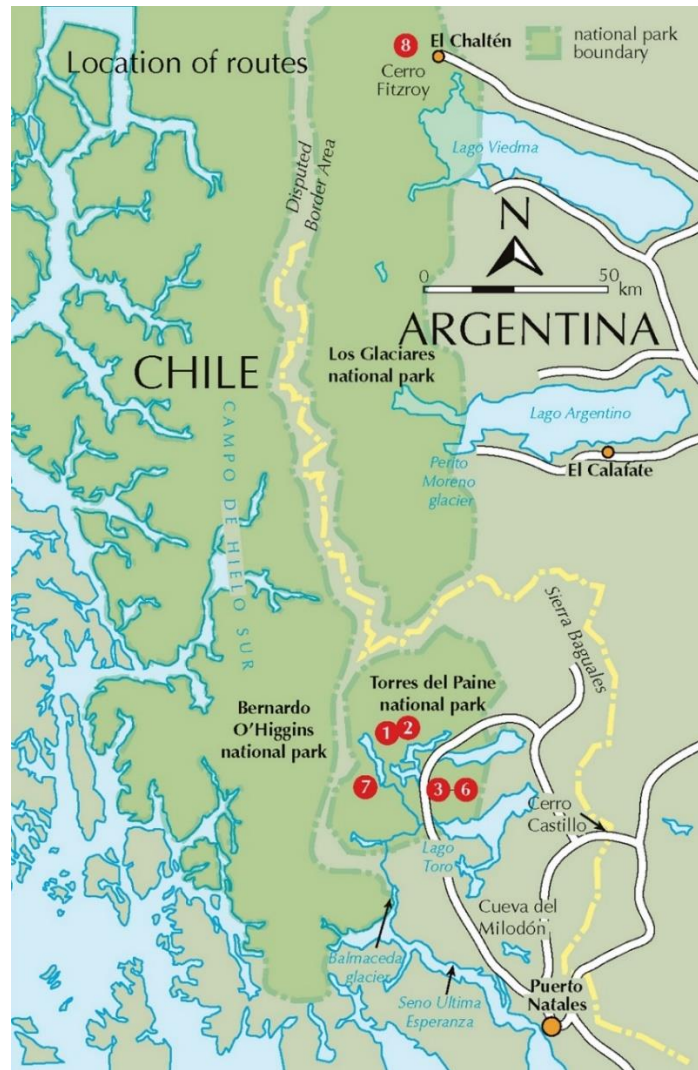 Location of routes
8
El Chaltén
Cerro
Fitzroy
national park
boundary
Lago Viedma
Disputed
Border Area
N
0
50
km
ARGENTINA
Los Glaciares
national park
CHILE
CAMPO DE HIELO SUR
Lago Argentino
Perito
Moreno
glacier
El Calafate
Sierra Baguales
Bernardo
O'Higgins
national park
Torres del Paine
national park
1
2
7
3
6
Cerro
Castillo
Lago
Toro
Cueva del
Milodón
Balmaceda
glacier
Seno Ultima
Esperanza
Puerto
Natales